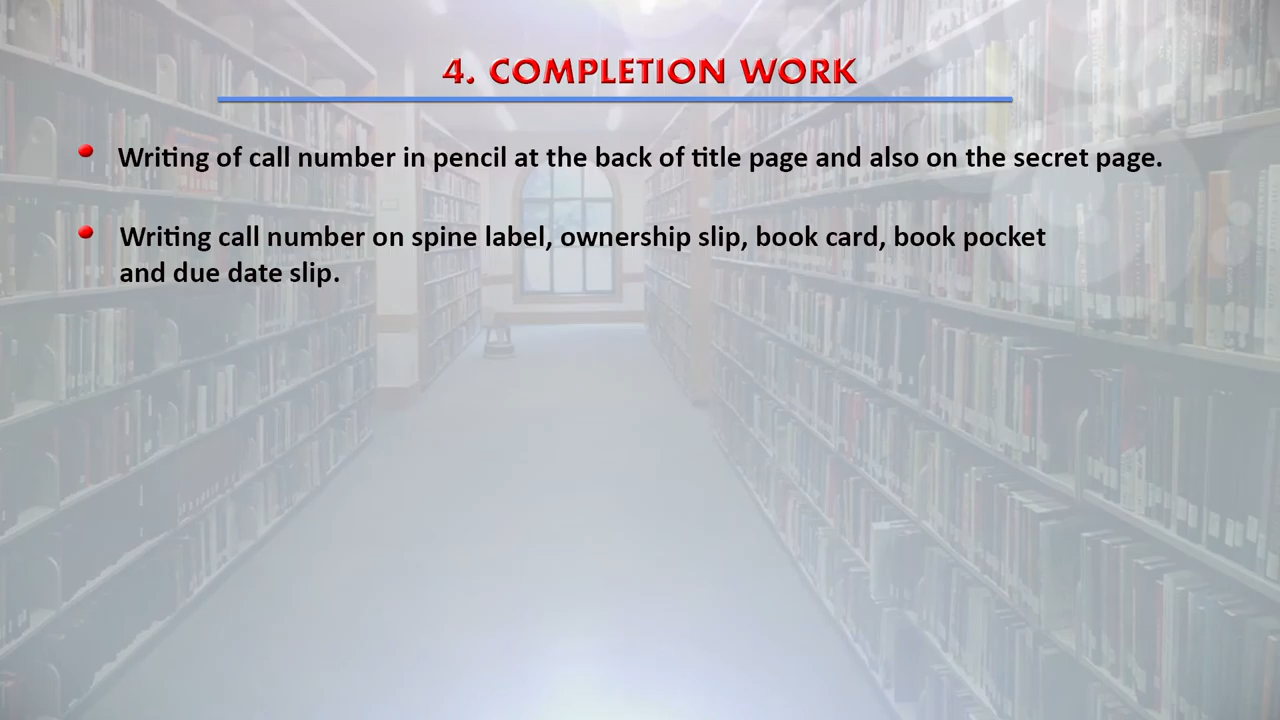 4. COMPLETION WORK
Writing of call number in pencil at the back of title page and also on the secret page.
Writing call number on spine label, ownership slip, book card, book pocket
and due date slip.